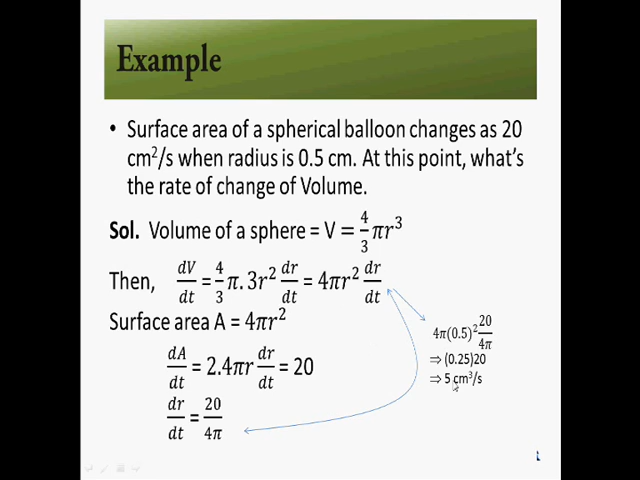 Example
• Surface area of a spherical balloon changes as 20
cm²/s when radius is 0.5 cm. At this point, what's
the rate of change of Volume.
Sol. Volume of a sphere = V = 4/3 πr³
Then, dV/dt = 4/3 π. 3r² dr/dt = 4πr² dr/dt
Surface area A = 4πr²
dA/dt = 2.4πr dr/dt = 20
dr/dt = 20/4π
4π(0.5)² 20/4π
⇒ (0.25)20
⇒ 5 cm³/s